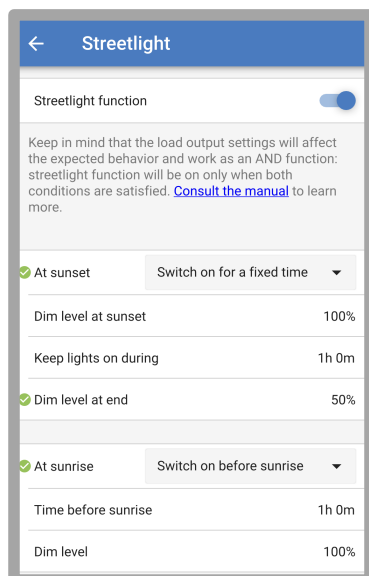 Streetlight
Streetlight function
Keep in mind that the load output settings will affect
the expected behavior and work as an AND function:
streetlight function will be on only when both
conditions are satisfied. Consult the manual to learn
more.
At sunset Switch on for a fixed time
Dim level at sunset 100%
Keep lights on during 1h 0m
Dim level at end 50%
At sunrise Switch on before sunrise
Time before sunrise 1h 0m
Dim level 100%